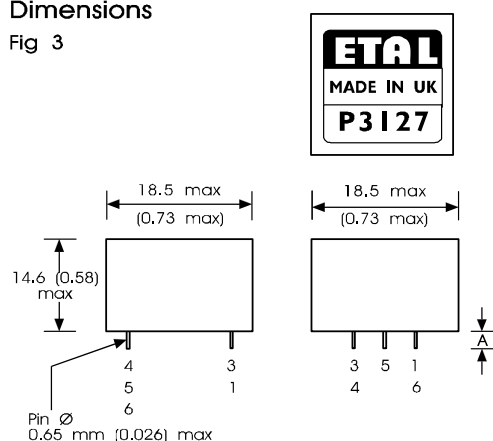 Dimensions
Fig 3
ETAL
MADE IN UK
P3127
18.5 max
(0.73 max)
18.5 max
(0.73 max)
14.6 (0.58)
max
A
4
5
6
3
1
3
4
5
1
6
Pin Ø
0.65 mm (0.026) max